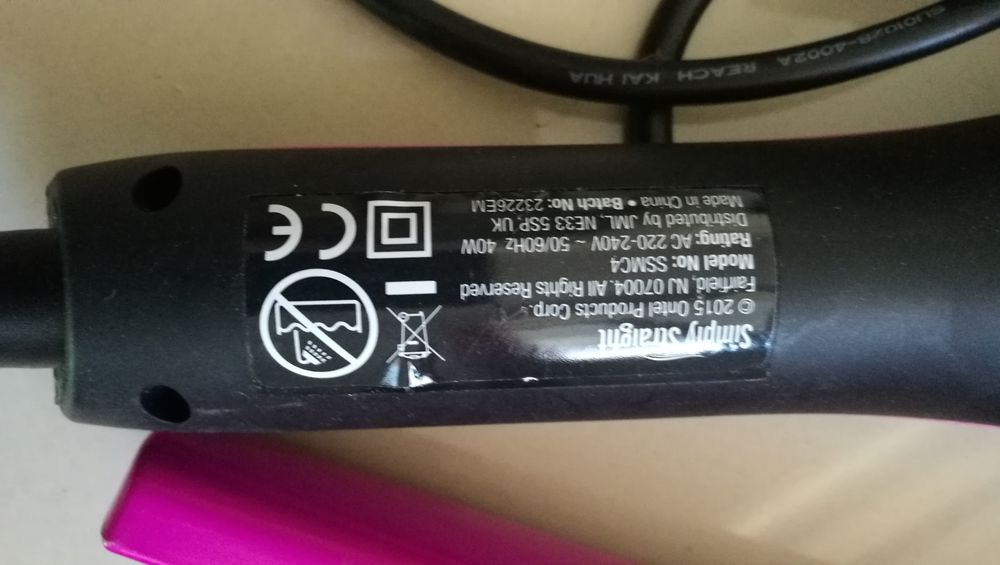 Simply Straight
© 2015 Ontel Products Corp.
Fairfield, NJ 07004. All Rights Reserved
Model No: SSMC4
Rating: AC 220-240V ~ 50/60Hz 40W
Distributed by JML, NE33 5SP, UK
Made in China • Batch No: 23226EM
CE
SU01028-4002A REACH KAI HUA